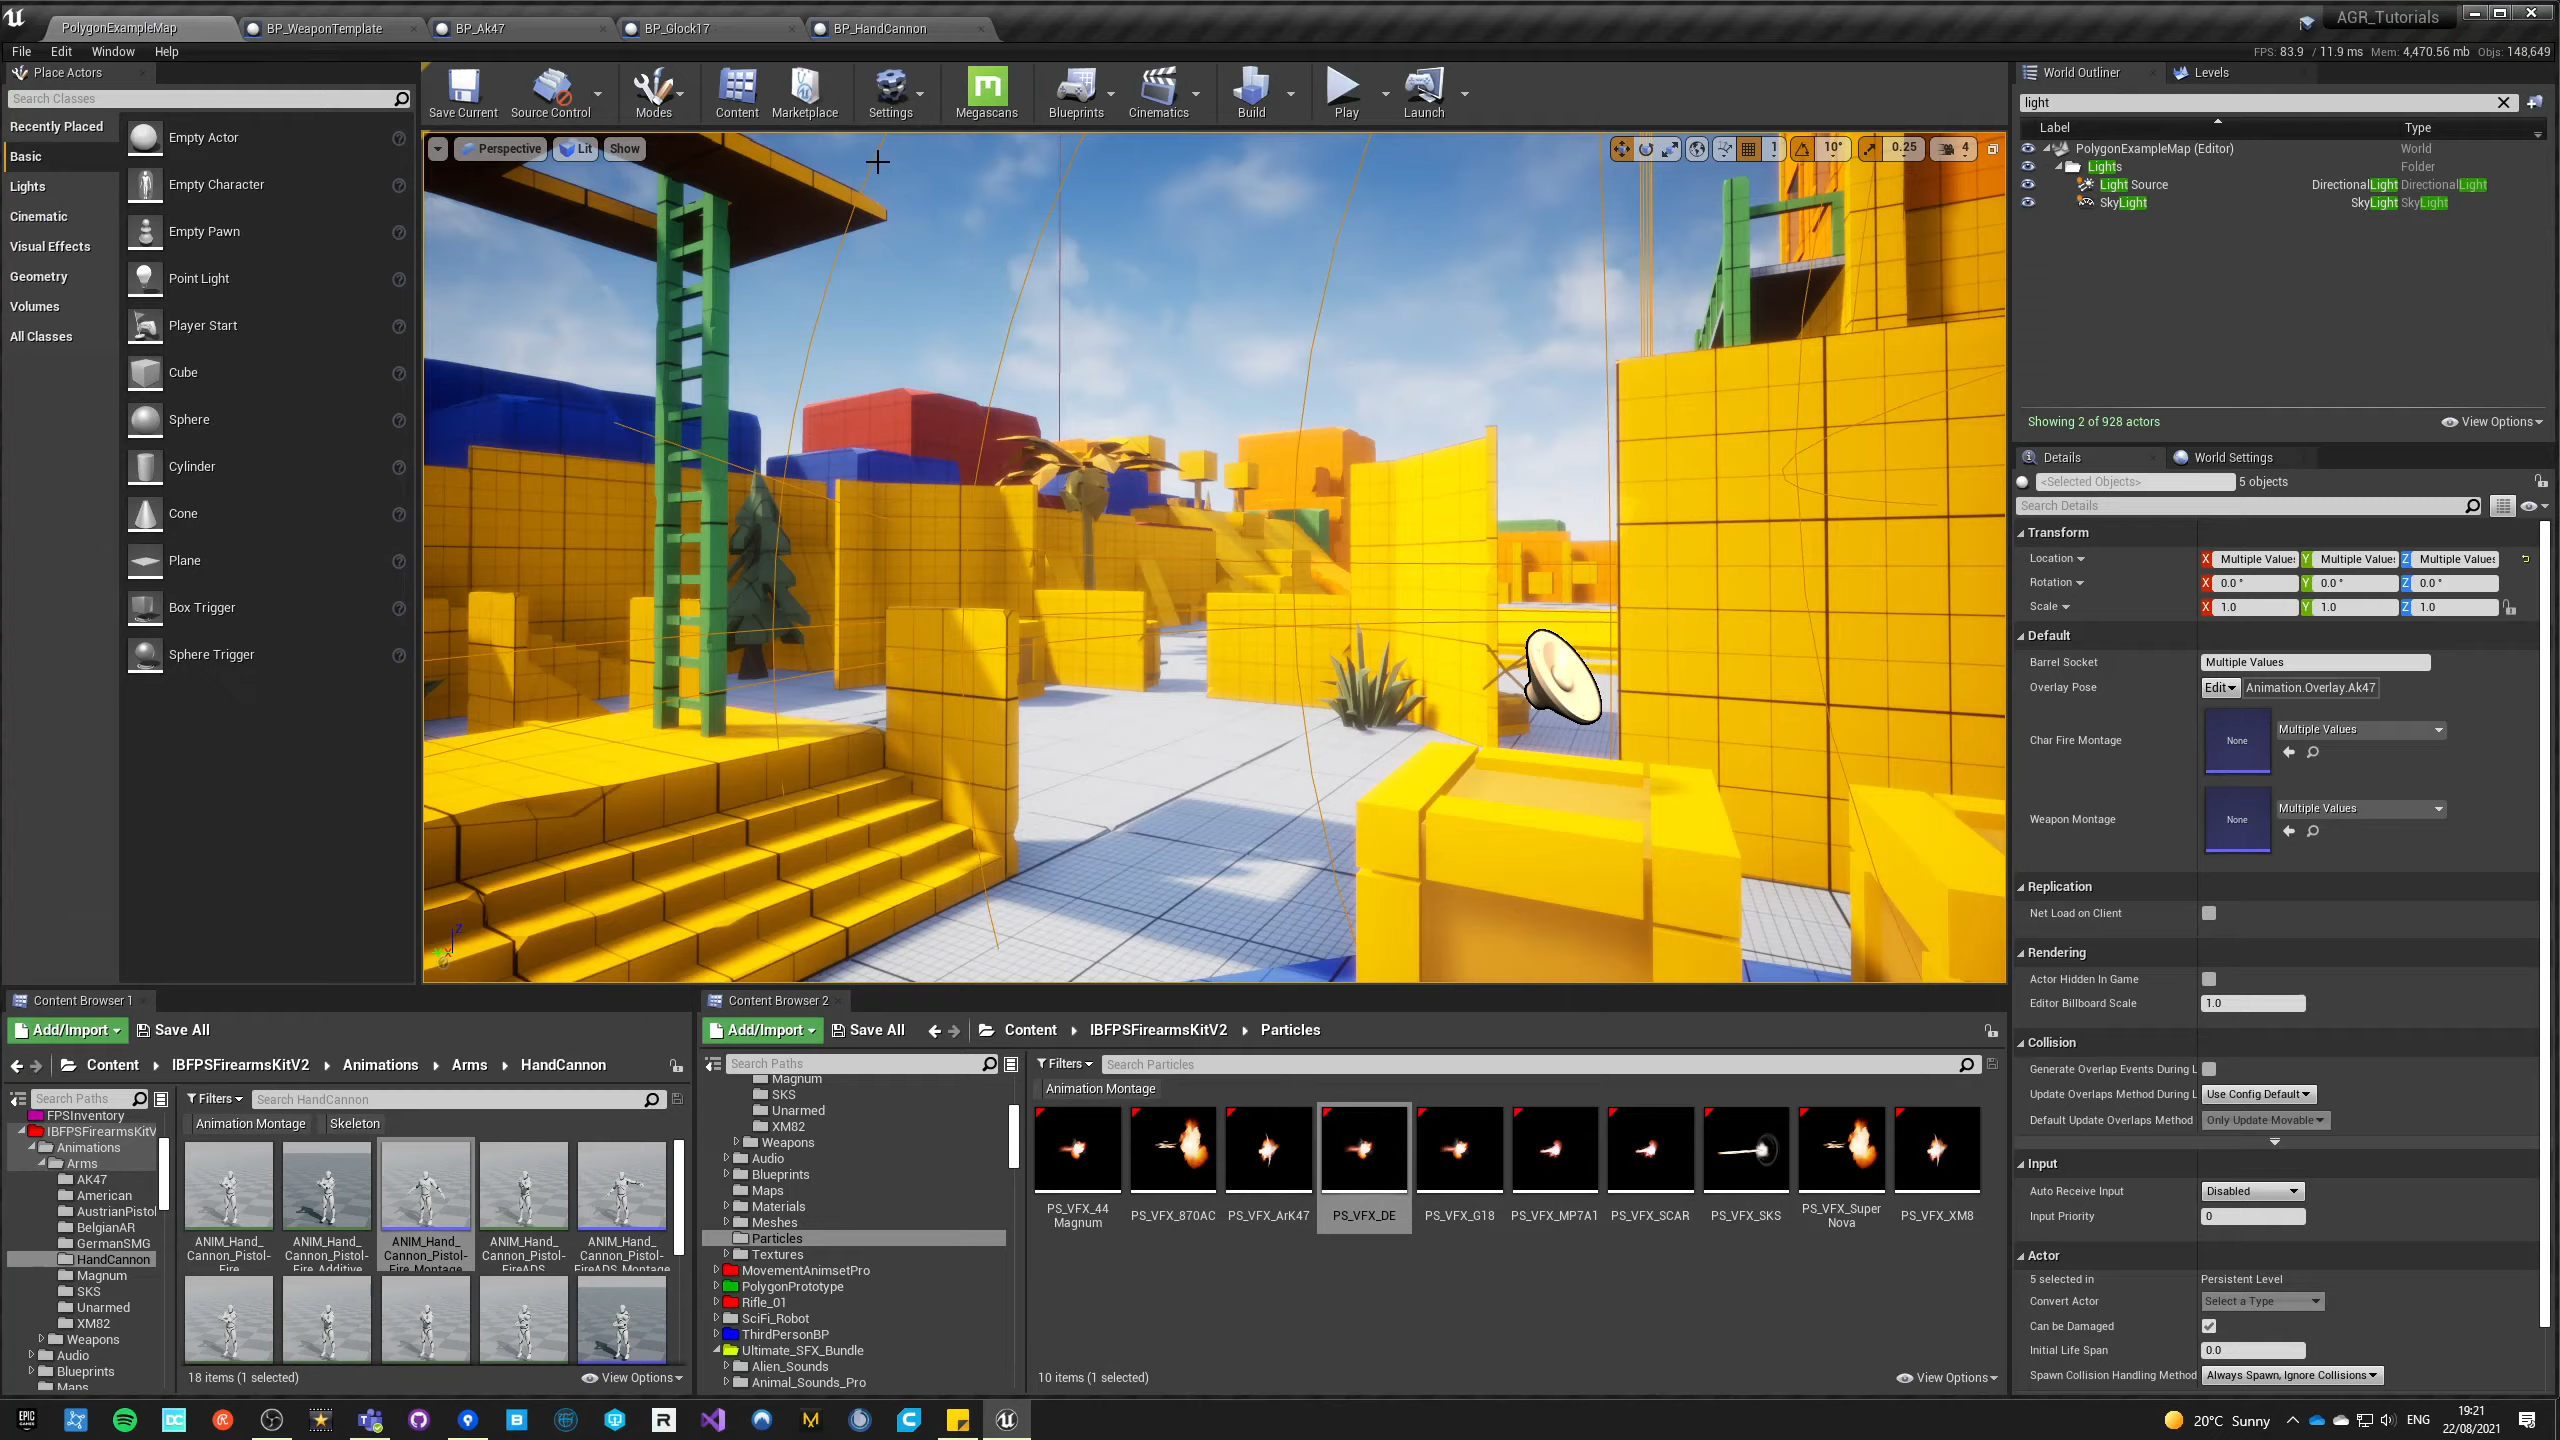 PolygonExampleMap
BP_WeaponTemplate
BP_Ak47
BP_Glock17
BP_HandCannon
AGR_Tutorials
File Edit Window Help
FPS: 83.9 / 11.9 ms Mem: 4,470.56 mb Objs: 148,649
Place Actors
Search Classes
Recently Placed
Basic
Lights
Cinematic
Visual Effects
Geometry
Volumes
All Classes
Empty Actor
Empty Character
Empty Pawn
Point Light
Player Start
Cube
Sphere
Cylinder
Cone
Plane
Box Trigger
Sphere Trigger
Save Current
Source Control
Modes
Content
Marketplace
Settings
Megascans
Blueprints
Cinematics
Build
Play
Launch
Perspective
Lit
Show
1
10°
0.25
4
World Outliner
Levels
light
Label Type
PolygonExampleMap (Editor) World
Lights Folder
Light Source DirectionalLight DirectionalLight
SkyLight SkyLight SkyLight
Showing 2 of 928 actors
View Options
Details
World Settings
<Selected Objects> 5 objects
Search Details
Transform
Location X Multiple Values Y Multiple Values Z Multiple Values
Rotation X 0.0 ° Y 0.0 ° Z 0.0 °
Scale X 1.0 Y 1.0 Z 1.0
Default
Barrel Socket Multiple Values
Overlay Pose Edit Animation.Overlay.Ak47
Char Fire Montage None Multiple Values
Weapon Montage None Multiple Values
Replication
Net Load on Client
Rendering
Actor Hidden In Game
Editor Billboard Scale 1.0
Collision
Generate Overlap Events During L
Update Overlaps Method During L Use Config Default
Default Update Overlaps Method Only Update Movable
Input
Auto Receive Input Disabled
Input Priority 0
Actor
5 selected in Persistent Level
Convert Actor Select a Type
Can be Damaged
Initial Life Span 0.0
Spawn Collision Handling Method Always Spawn, Ignore Collisions
Content Browser 1
Add/Import Save All
Content IBFPSFirearmsKitV2 Animations Arms HandCannon
Search Paths
Filters
Search HandCannon
Animation Montage Skeleton
FPSInventory
IBFPSFirearmsKitV
Animations
Arms
AK47
American
AustrianPistol
BelgianAR
GermanSMG
HandCannon
Magnum
SKS
Unarmed
XM82
Weapons
Audio
Blueprints
Maps
ANIM_Hand_
Cannon_Pistol-
Fire
ANIM_Hand_
Cannon_Pistol-
Fire_Additive
ANIM_Hand_
Cannon_Pistol-
Fire_Montage
ANIM_Hand_
Cannon_Pistol-
FireADS
ANIM_Hand_
Cannon_Pistol-
FireADS_Montage
18 items (1 selected)
View Options
Content Browser 2
Add/Import Save All
Content IBFPSFirearmsKitV2 Particles
Search Paths
Filters
Search Particles
Animation Montage
Magnum
SKS
Unarmed
XM82
Weapons
Audio
Blueprints
Maps
Materials
Meshes
Particles
Textures
MovementAnimsetPro
PolygonPrototype
Rifle_01
SciFi_Robot
ThirdPersonBP
Ultimate_SFX_Bundle
Alien_Sounds
Animal_Sounds_Pro
PS_VFX_44
Magnum
PS_VFX_870AC
PS_VFX_ArK47
PS_VFX_DE
PS_VFX_G18
PS_VFX_MP7A1
PS_VFX_SCAR
PS_VFX_SKS
PS_VFX_Super
Nova
PS_VFX_XM8
10 items (1 selected)
View Options
20°C Sunny
ENG
19:21
22/08/2021